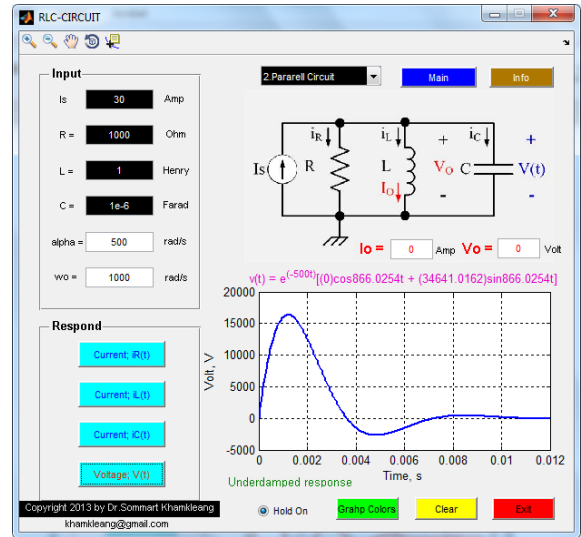 RLC-CIRCUIT
Input
Is 30 Amp
R = 1000 Ohm
L = 1 Henry
C = 1e-6 Farad
alpha = 500 rad/s
wo = 1000 rad/s
Respond
Current; iR(t)
Current; iL(t)
Current; iC(t)
Voltage; V(t)
Copyright 2013 by Dr.Sommart Khamkleang
khamkleang@gmail.com
2.Pararell Circuit Main Info
Is iR R iL L IO + VO - iC C + V(t) -
Io = 0 Amp Vo = 0 Volt
v(t) = e^(-500t)[(0)cos866.0254t + (34641.0162)sin866.0254t]
20000
15000
10000
5000
0
-5000
Volt, V
0 0.002 0.004 0.006 0.008 0.01 0.012
Time, s
Underdamped response
Hold On Grahp Colors Clear Exit